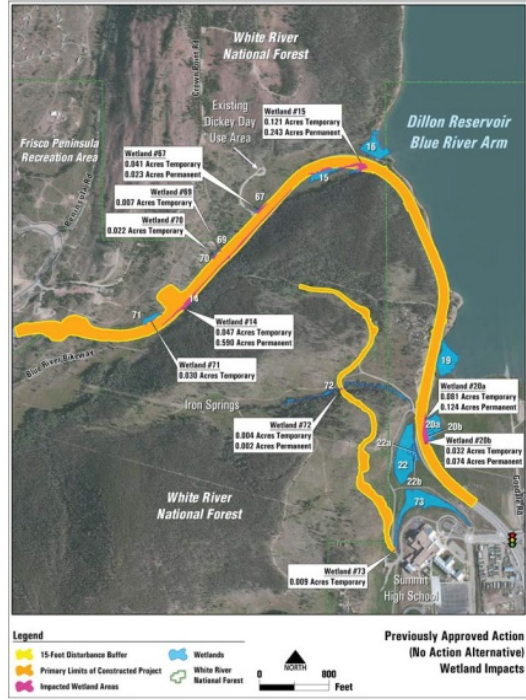 White River
National Forest
Crown Point Rd
Existing
Dickey Day
Use Area
Wetland #15
0.121 Acres Temporary
0.243 Acres Permanent
Dillon Reservoir
Blue River Arm
Frisco Peninsula
Recreation Area
Peninsula Rd
Wetland #67
0.041 Acres Temporary
0.023 Acres Permanent
Wetland #69
0.007 Acres Temporary
Wetland #70
0.022 Acres Temporary
16
15
67
69
70
14
71
Wetland #14
0.047 Acres Temporary
0.590 Acres Permanent
Blue River Bikeway
Wetland #71
0.030 Acres Temporary
19
Iron Springs
72
Wetland #20a
0.081 Acres Temporary
0.124 Acres Permanent
20a
20b
Wetland #72
0.004 Acres Temporary
0.002 Acres Permanent
22a
Wetland #20b
0.032 Acres Temporary
0.074 Acres Permanent
22
22b
White River
National Forest
73
Wetland #73
0.009 Acres Temporary
Summit
High School
Legend
15-Foot Disturbance Buffer
Primary Limits of Constructed Project
Impacted Wetland Areas
Wetlands
White River
National Forest
NORTH
0
800
Feet
Previously Approved Action
(No Action Alternative)
Wetland Impacts